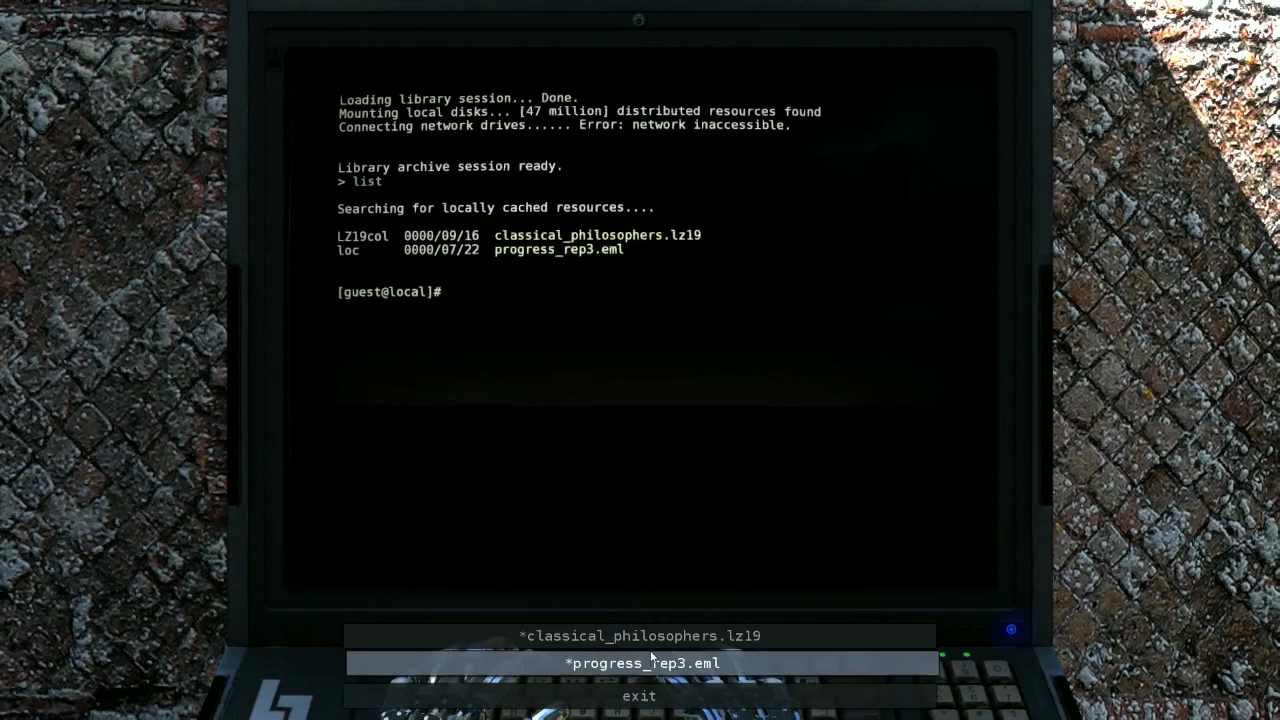 Loading library session... Done.
Mounting local disks... [47 million] distributed resources found
Connecting network drives...... Error: network inaccessible.
Library archive session ready.
> list
Searching for locally cached resources....
LZ19col 0000/09/16 classical_philosophers.lz19
loc 0000/07/22 progress_rep3.eml
[guest@local]#
*classical_philosophers.lz19
*progress_rep3.eml
exit